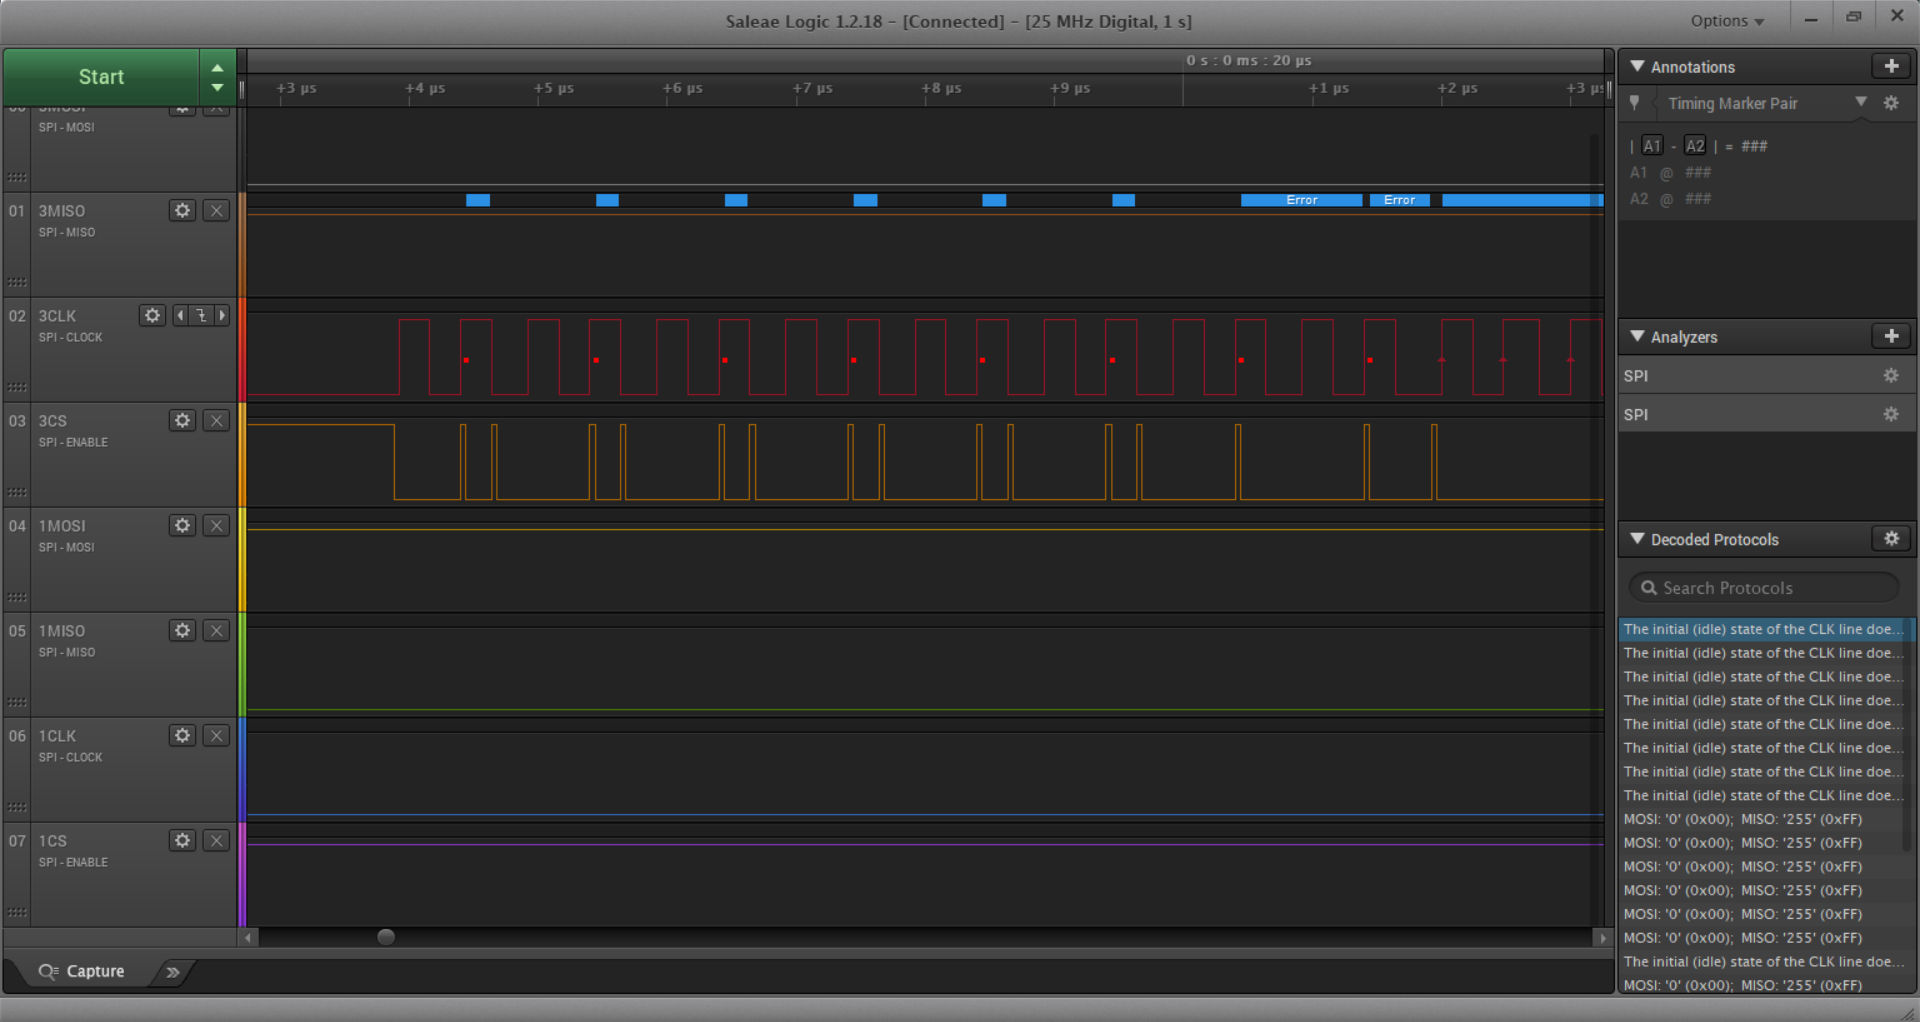 Saleae Logic 1.2.18 - [Connected] - [25 MHz Digital, 1 s]
Options
Start
0 s : 0 ms : 20 µs
+3 µs +4 µs +5 µs +6 µs +7 µs +8 µs +9 µs +1 µs +2 µs +3 µs
SPI - MOSI
01 3MISO
SPI - MISO
Error Error
02 3CLK
SPI - CLOCK
03 3CS
SPI - ENABLE
04 1MOSI
SPI - MOSI
05 1MISO
SPI - MISO
06 1CLK
SPI - CLOCK
07 1CS
SPI - ENABLE
Capture
Annotations
Timing Marker Pair
| A1 - A2 | = ###
A1 @ ###
A2 @ ###
Analyzers
SPI
SPI
Decoded Protocols
Search Protocols
The initial (idle) state of the CLK line doe...
The initial (idle) state of the CLK line doe...
The initial (idle) state of the CLK line doe...
The initial (idle) state of the CLK line doe...
The initial (idle) state of the CLK line doe...
The initial (idle) state of the CLK line doe...
The initial (idle) state of the CLK line doe...
The initial (idle) state of the CLK line doe...
MOSI: '0' (0x00); MISO: '255' (0xFF)
MOSI: '0' (0x00); MISO: '255' (0xFF)
MOSI: '0' (0x00); MISO: '255' (0xFF)
MOSI: '0' (0x00); MISO: '255' (0xFF)
MOSI: '0' (0x00); MISO: '255' (0xFF)
MOSI: '0' (0x00); MISO: '255' (0xFF)
The initial (idle) state of the CLK line doe...
MOSI: '0' (0x00); MISO: '255' (0xFF)